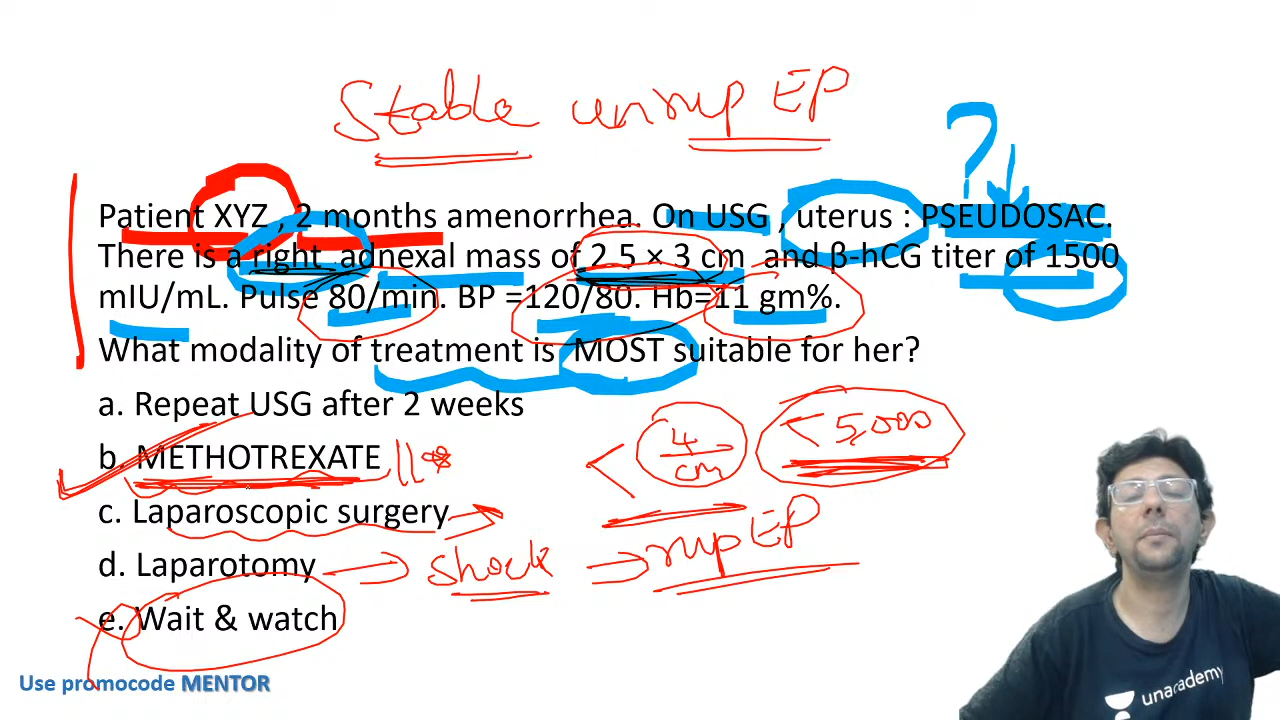 Stable unrup EP
?
Patient XYZ , 2 months amenorrhea. On USG , uterus : PSEUDOSAC.
There is a right adnexal mass of 2.5 × 3 cm and β-hCG titer of 1500
mIU/mL. Pulse 80/min. BP =120/80. Hb=11 gm%.
What modality of treatment is MOST suitable for her?
a. Repeat USG after 2 weeks
b. METHOTREXATE
< 4 cm < 5,000
c. Laparoscopic surgery
d. Laparotomy → shock → rup EP
e. Wait & watch
Use promocode MENTOR
unacademy